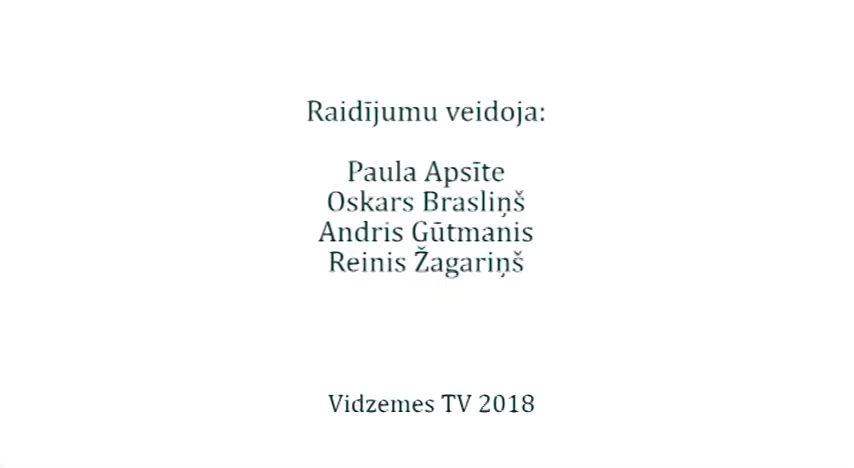 Raidījumu veidoja:
Paula Apsīte
Oskars Brasliņš
Andris Gūtmanis
Reinis Žagariņš
Vidzemes TV 2018